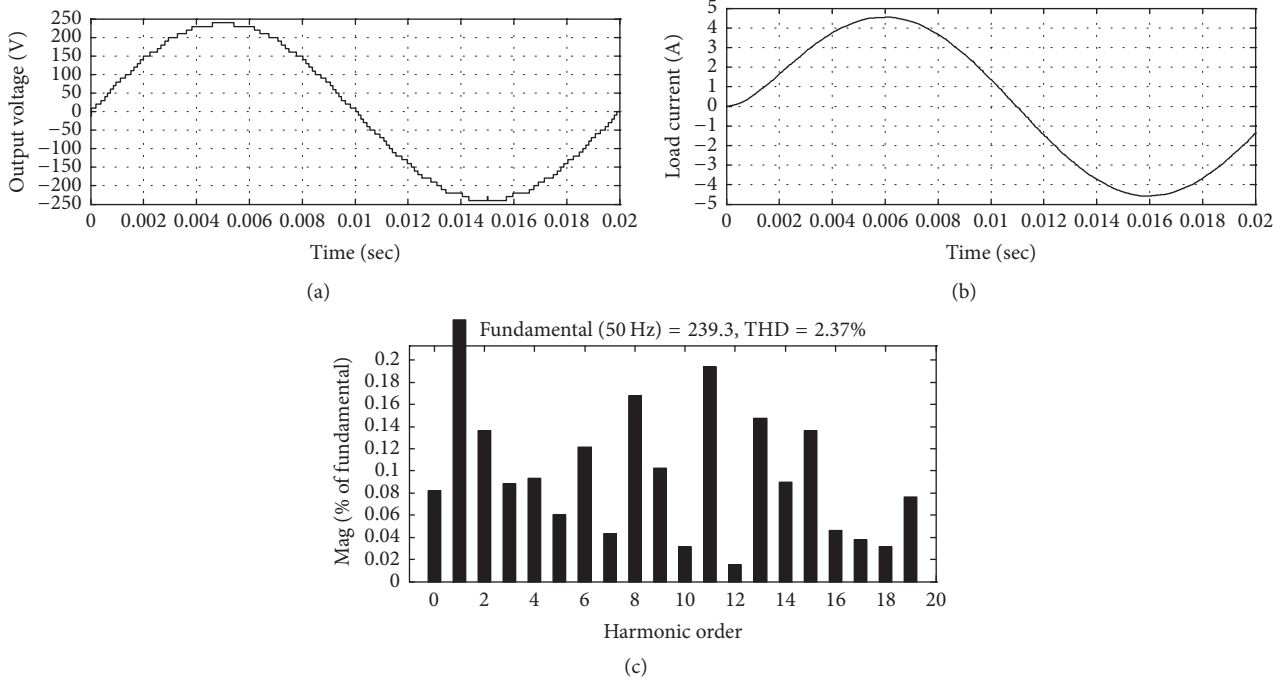 Output voltage (V)
250
200
150
100
50
0
−50
−100
−150
−200
−250
0 0.002 0.004 0.006 0.008 0.01 0.012 0.014 0.016 0.018 0.02
Time (sec)
(a)
Load current (A)
5
4
3
2
1
0
−1
−2
−3
−4
−5
0 0.002 0.004 0.006 0.008 0.01 0.012 0.014 0.016 0.018 0.02
Time (sec)
(b)
Fundamental (50 Hz) = 239.3, THD = 2.37%
Mag (% of fundamental)
0.2
0.18
0.16
0.14
0.12
0.1
0.08
0.06
0.04
0.02
0
0 2 4 6 8 10 12 14 16 18 20
Harmonic order
(c)